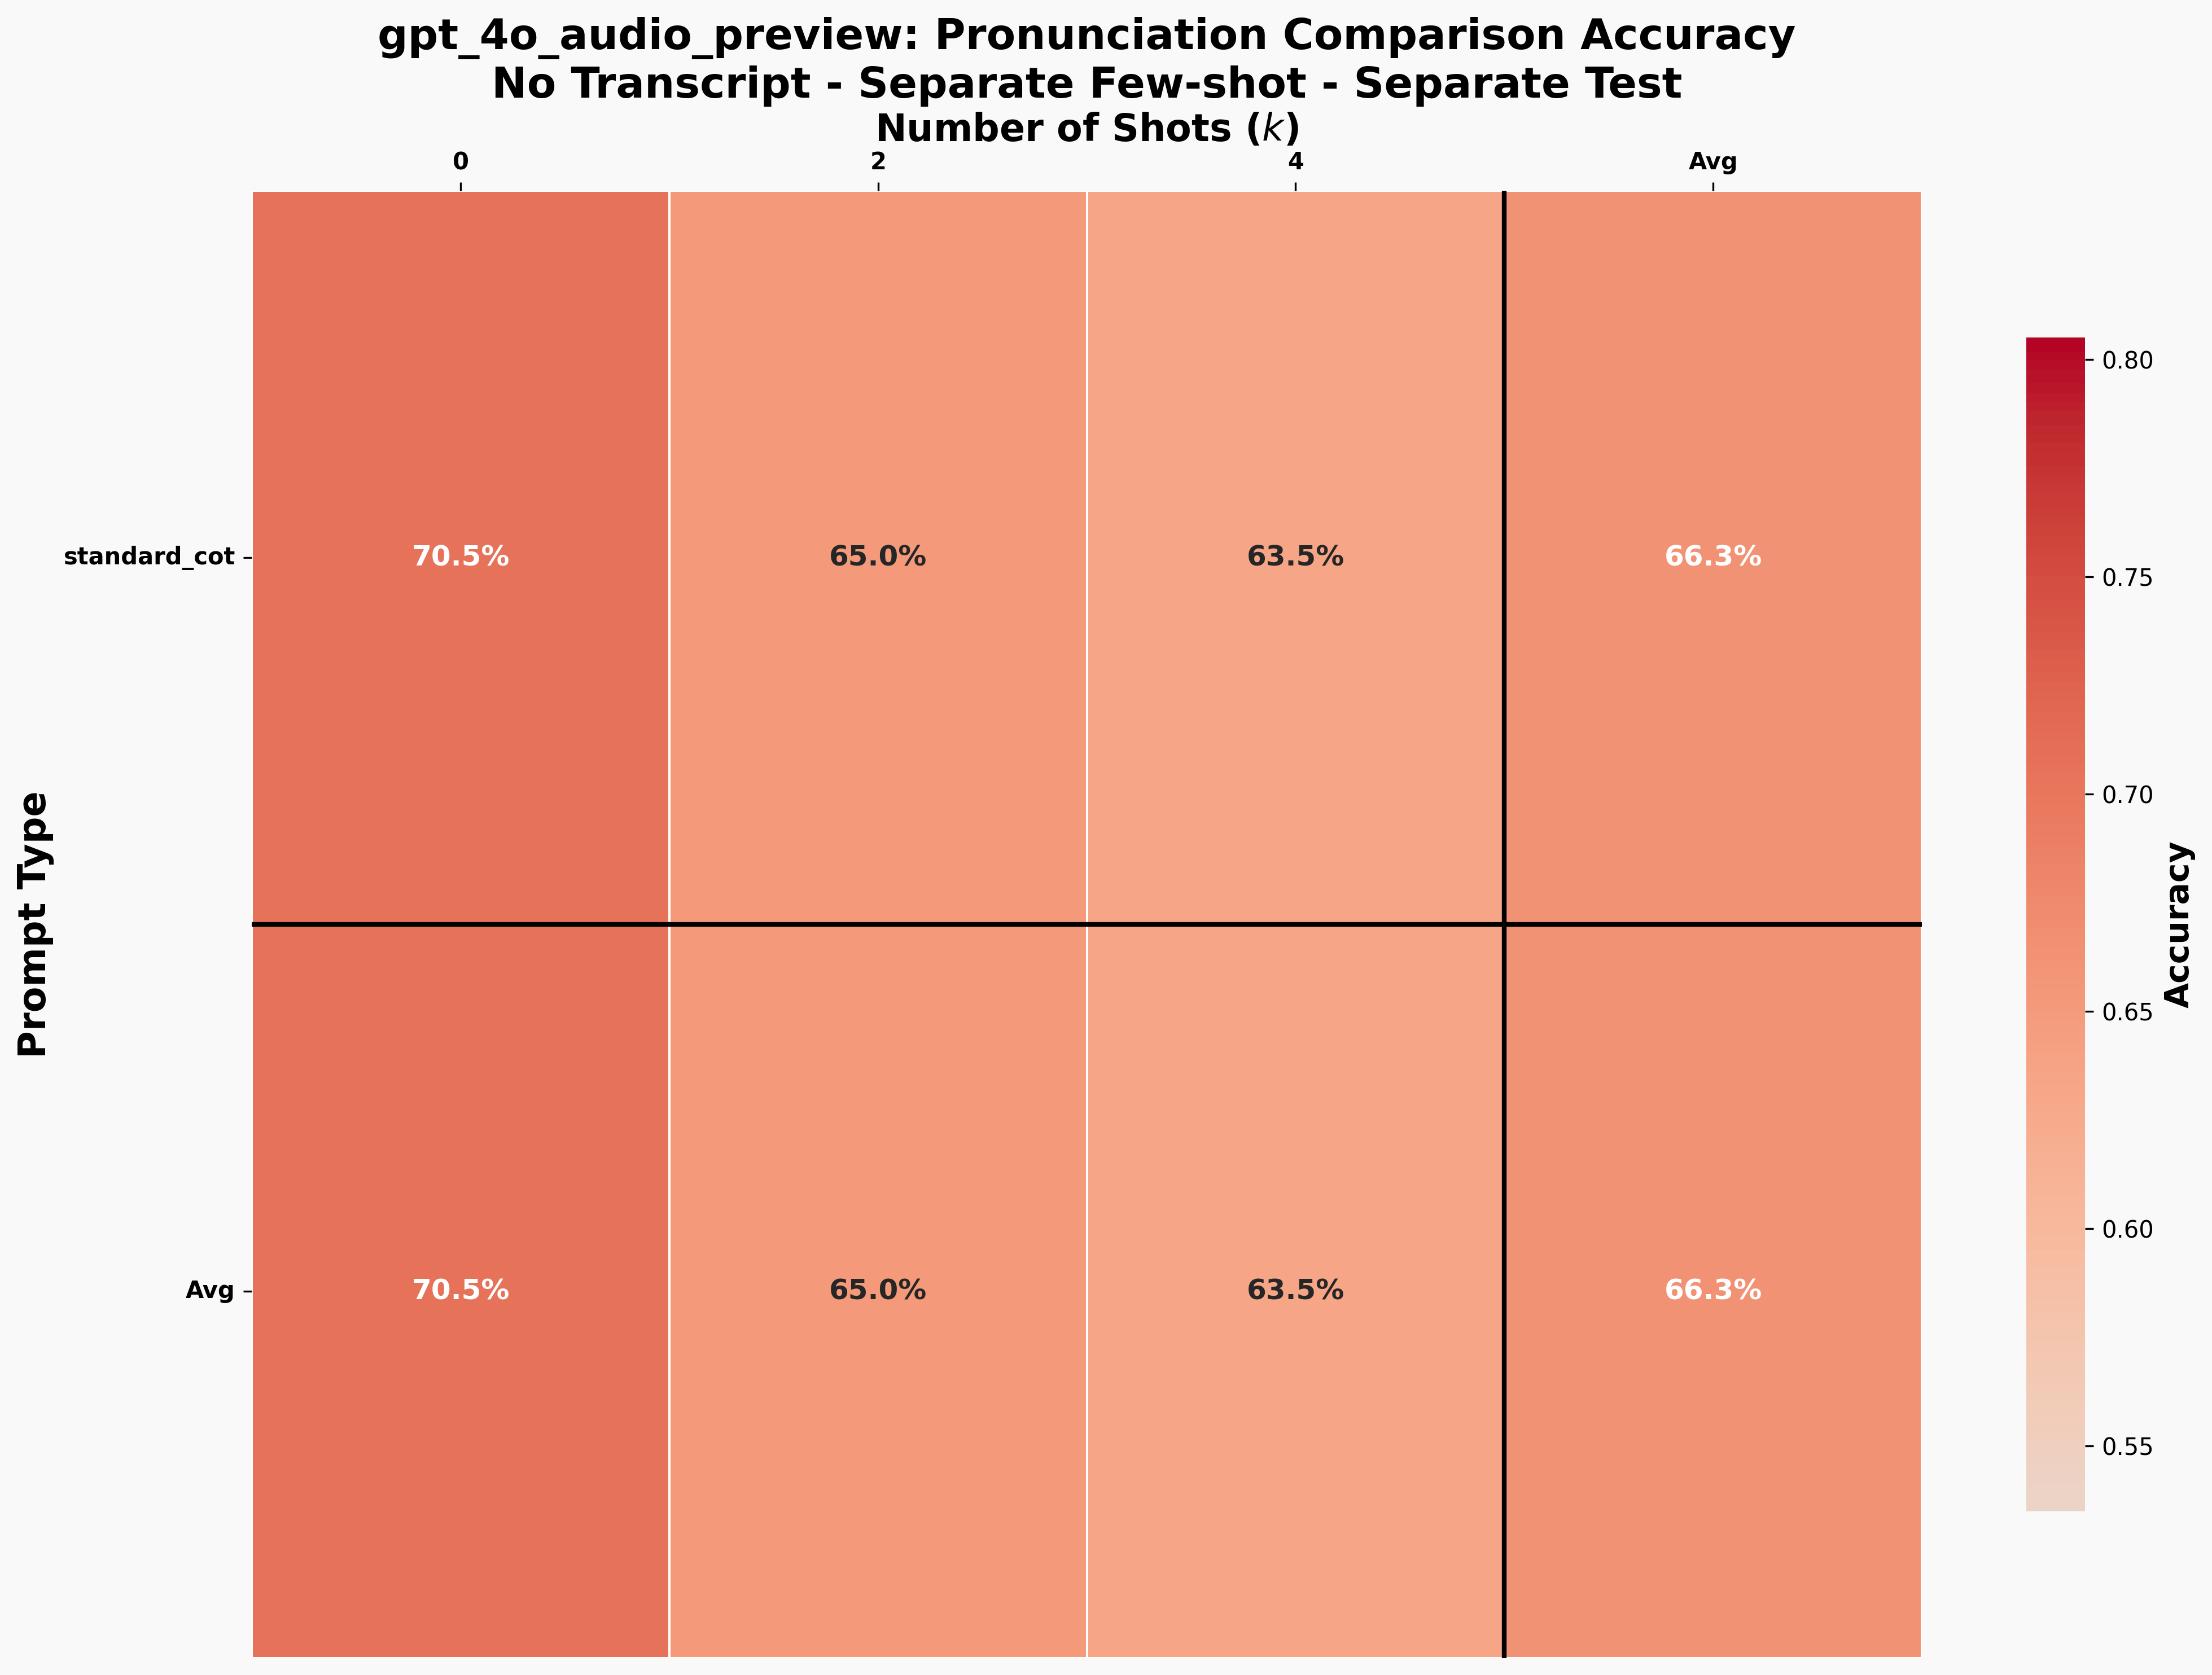 gpt_4o_audio_preview: Pronunciation Comparison Accuracy
No Transcript - Separate Few-shot - Separate Test
Number of Shots (k)
0 2 4 Avg
standard_cot 70.5% 65.0% 63.5% 66.3%
Avg 70.5% 65.0% 63.5% 66.3%
Prompt Type
0.80
0.75
0.70
0.65
0.60
0.55
Accuracy